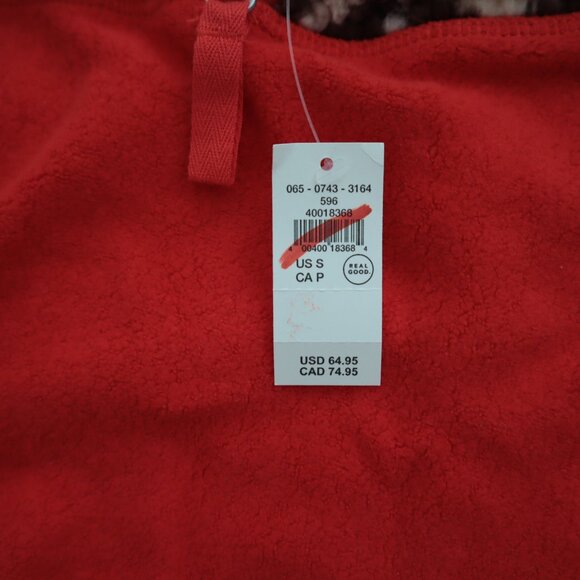 065 - 0743 - 3164
596
40018368
4 00400 18368 4
US S
CA P
REAL
GOOD.
USD 64.95
CAD 74.95